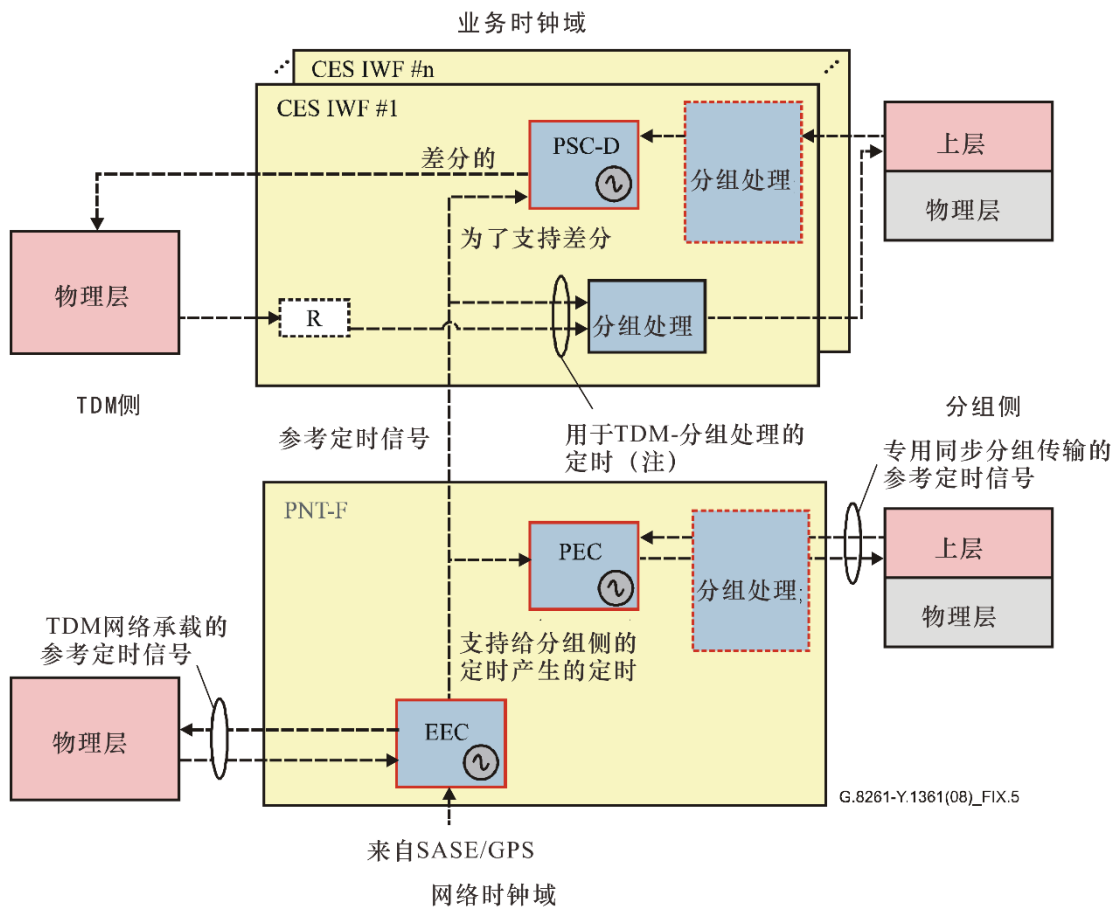 业务时钟域
CES IWF #n
CES IWF #1
PSC-D
分组处理
上层
物理层
差分的
为了支持差分
物理层
R
分组处理
TDM侧
分组侧
参考定时信号
用于TDM-分组处理的
定时（注）
专用同步分组传输的
参考定时信号
PNT-F
PEC
分组处理
上层
物理层
TDM网络承载的
参考定时信号
支持给分组侧的
定时产生的定时
物理层
EEC
G.8261-Y.1361(08)_FIX.5
来自SASE/GPS
网络时钟域